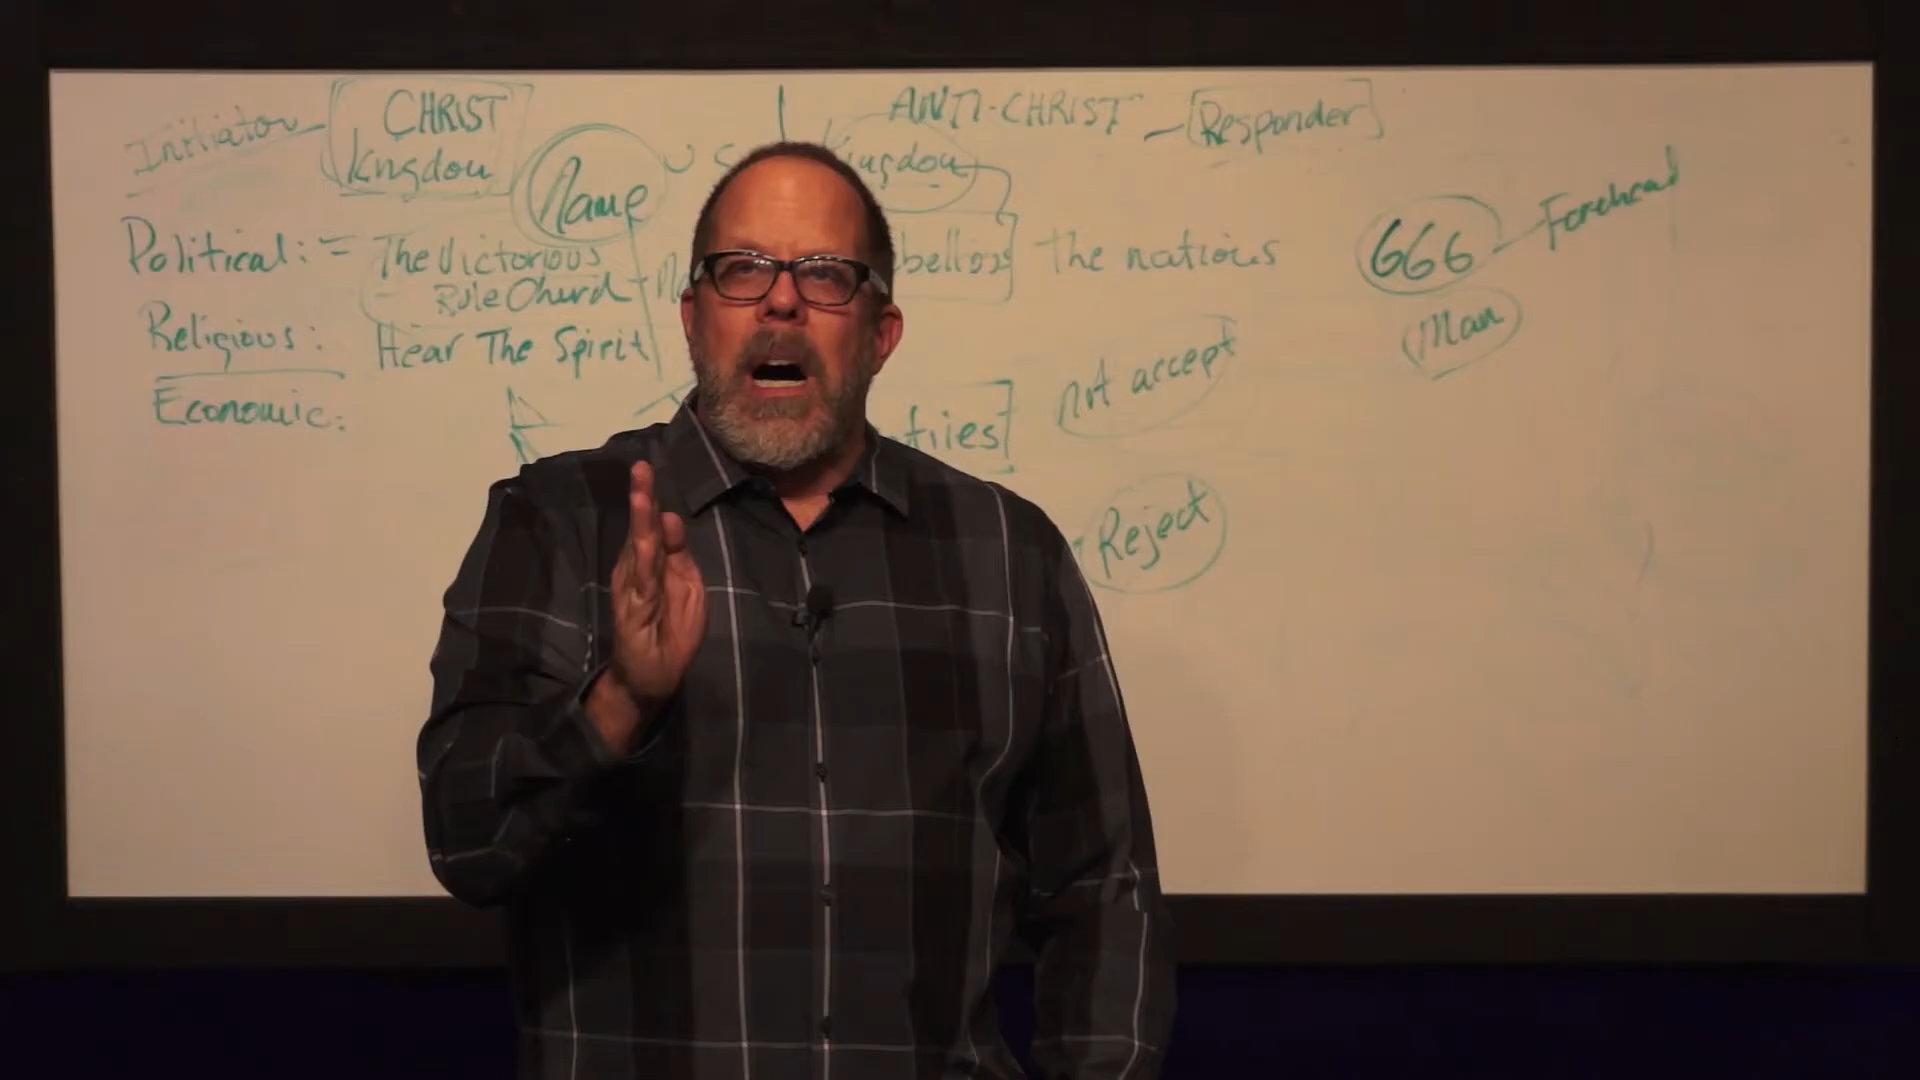 Initiator CHRIST ANTI-CHRIST Responder
Kingdom Name
Political: The Victorious the nations 666 Forehead
Rule Church
Religious: Hear The Spirit Man
Economic: not accept
Reject